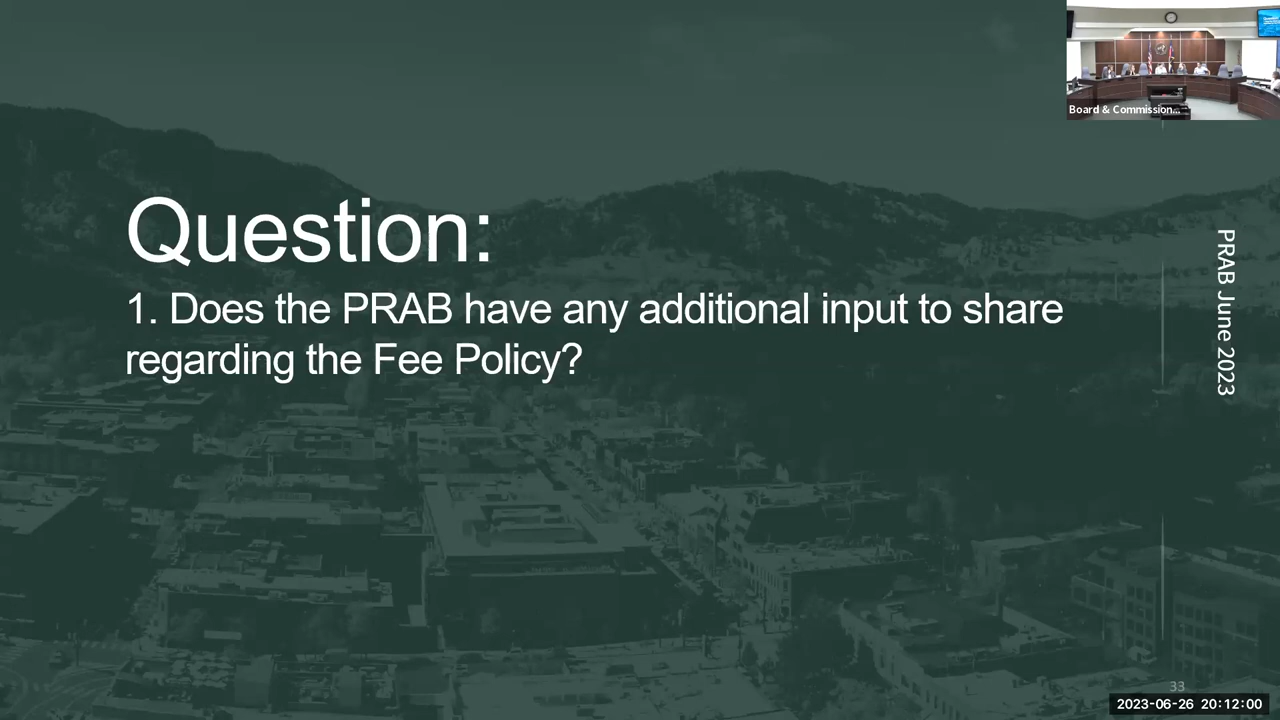 Board & Commission...
Question:
1. Does the PRAB have any additional input to share
regarding the Fee Policy?
PRAB June 2023
33
2023-06-26 20:12:00